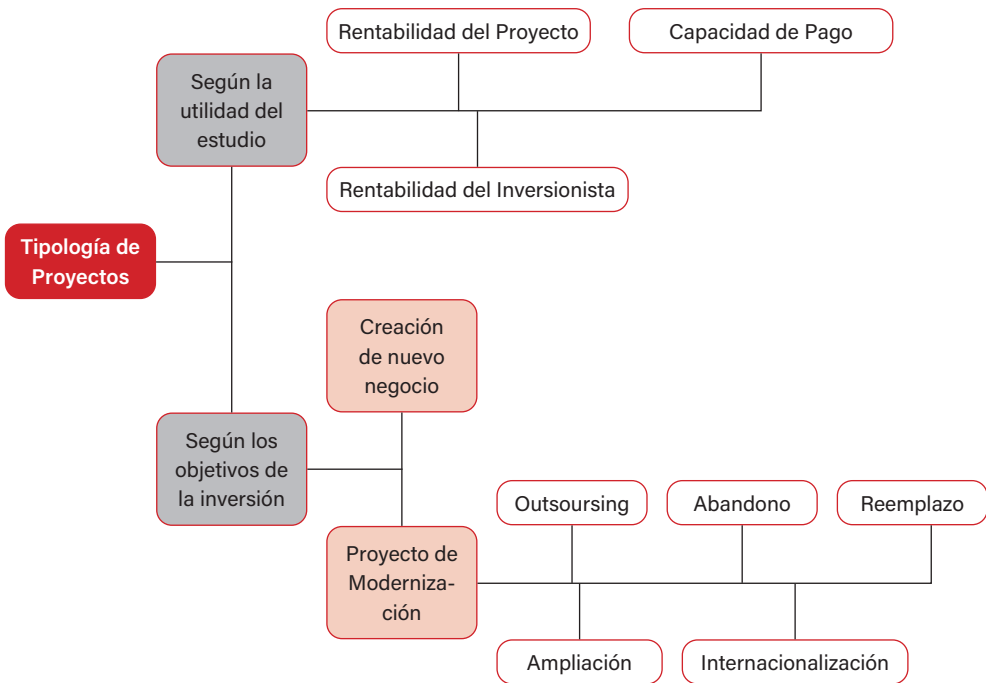 Rentabilidad del Proyecto
Capacidad de Pago
Según la
utilidad del
estudio
Rentabilidad del Inversionista
Tipología de
Proyectos
Creación
de nuevo
negocio
Según los
objetivos de
la inversión
Outsoursing
Abandono
Reemplazo
Proyecto de
Moderniza-
ción
Ampliación
Internacionalización